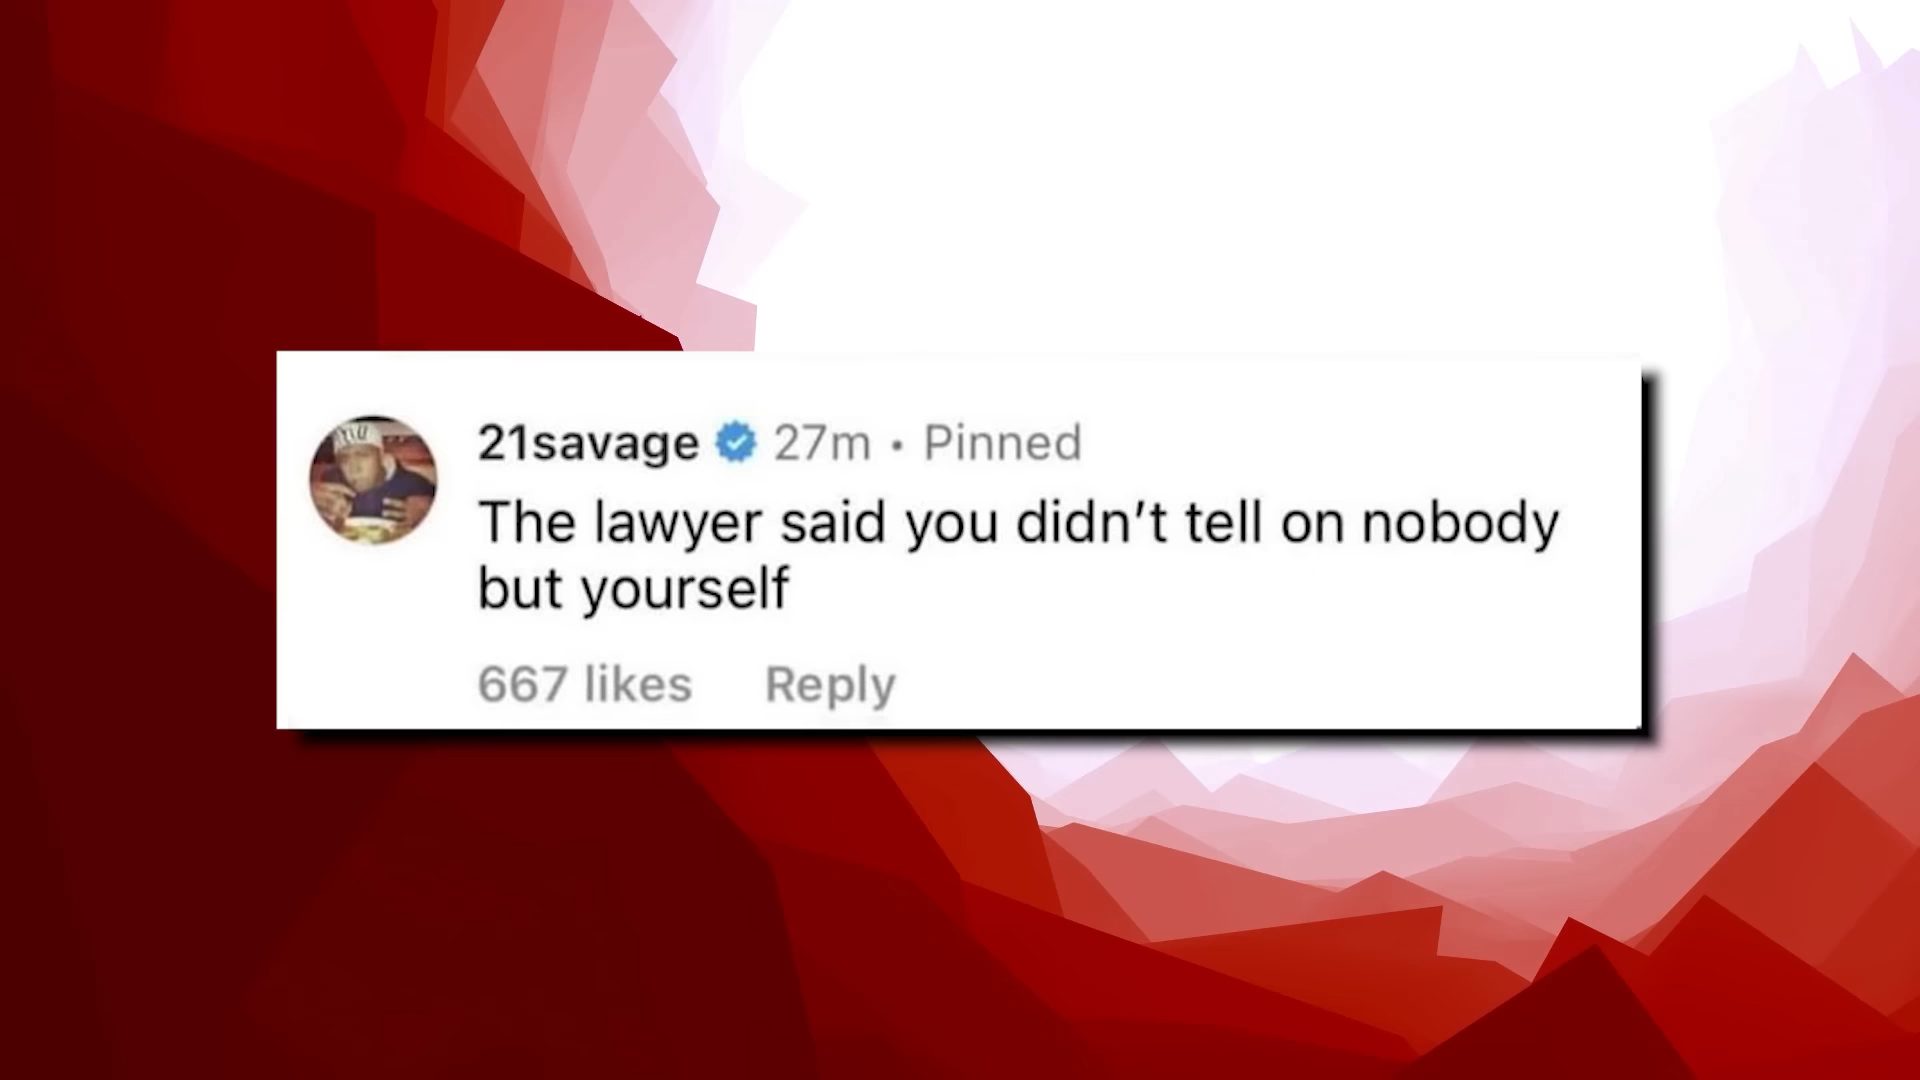 21savage 27m • Pinned
The lawyer said you didn’t tell on nobody
but yourself
667 likes Reply